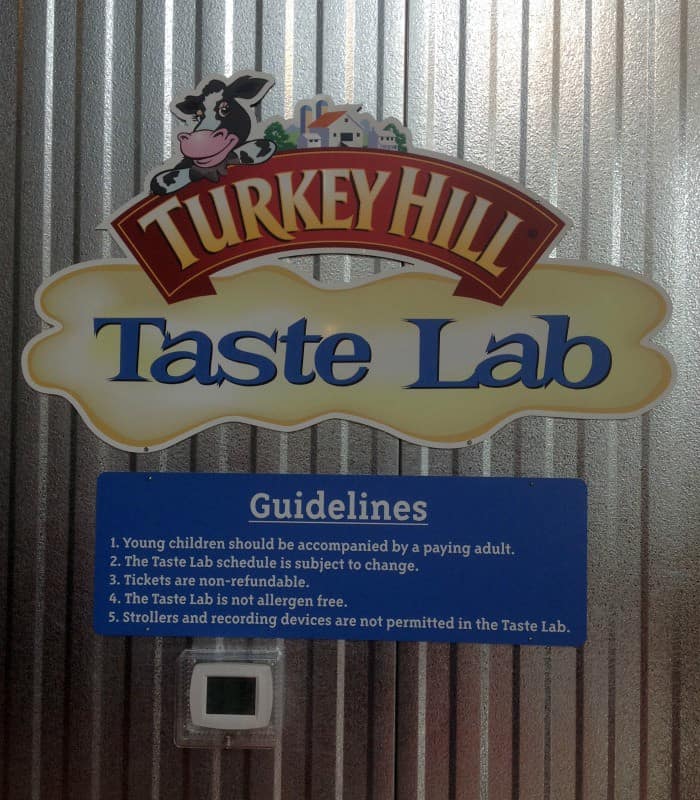 TURKEY HILL
Taste Lab
Guidelines
1. Young children should be accompanied by a paying adult.
2. The Taste Lab schedule is subject to change.
3. Tickets are non-refundable.
4. The Taste Lab is not allergen free.
5. Strollers and recording devices are not permitted in the Taste Lab.